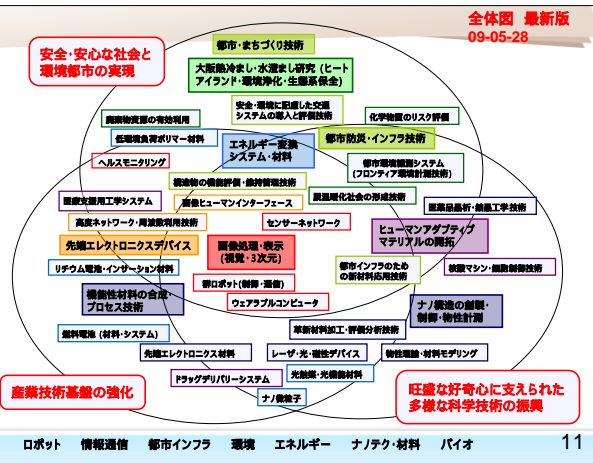 全体図 最新版
09-05-28
安全・安心な社会と
環境都市の実現
都市・まちづくり技術
大阪熱冷まし・水澄まし研究 (ヒート
アイランド・環境浄化・生態系保全)
安全・環境に配慮した交通
システムの導入と評価技術
廃棄物資源の有効利用
化学物質のリスク評価
低環境負荷ポリマー材料
エネルギー変換
システム・材料
都市防災・インフラ技術
ヘルスモニタリング
都市環境観測システム
(フロンティア環境計測技術)
構造物の機能評価・維持管理技術
医療支援用工学システム
画像ヒューマンインターフェース
脱温暖化社会の形成技術
医薬品晶析・結晶工学技術
高度ネットワーク・周波数利用技術
センサーネットワーク
ヒューマンアダプティブ
マテリアルの開拓
先端エレクトロニクスデバイス
画像処理・表示
(視覚・3次元)
リチウム電池・インサーション材料
都市インフラのため
の新材料応用技術
核酸マシン・細胞制御技術
群ロボット(制御・通信)
機能性材料の合成・
プロセス技術
ウェアラブルコンピュータ
ナノ構造の創製・
制御・物性計測
燃料電池 (材料・システム)
革新材料加工・評価分析技術
先端エレクトロニクス材料
レーザ・光・磁性デバイス
物性理論・材料モデリング
ドラッグデリバリーシステム
光触媒・光機能材料
ナノ微粒子
産業技術基盤の強化
旺盛な好奇心に支えられた
多様な科学技術の振興
ロボット 情報通信 都市インフラ 環境 エネルギー ナノテク・材料 バイオ
11